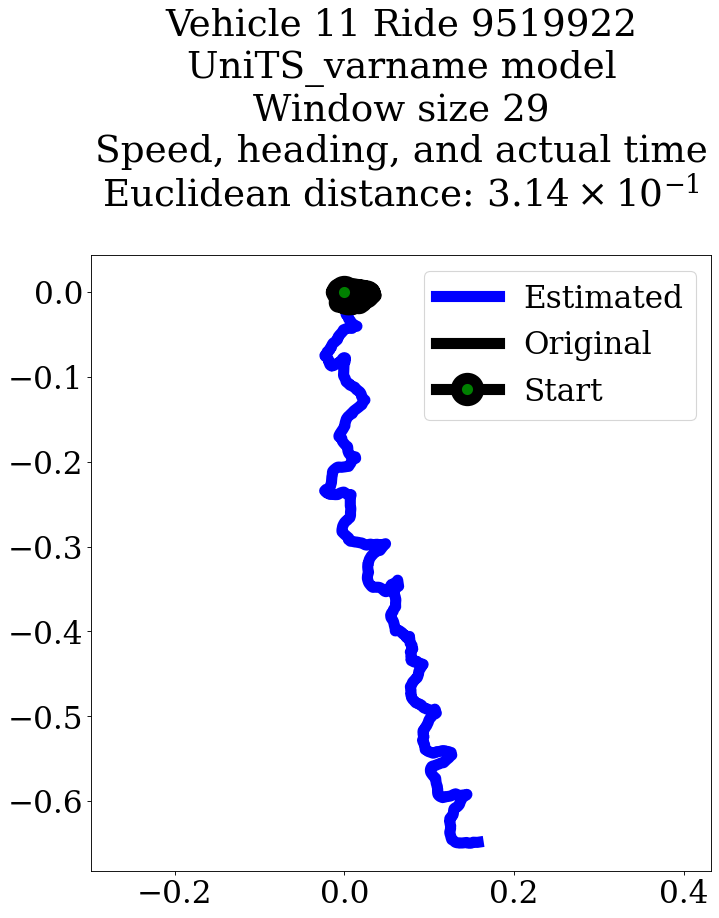 Vehicle 11 Ride 9519922
UniTS_varname model
Window size 29
Speed, heading, and actual time
Euclidean distance: $3.14 × 10^{-1}$
Estimated
Original
Start
0.0
−0.1
−0.2
−0.3
−0.4
−0.5
−0.6
−0.2 0.0 0.2 0.4